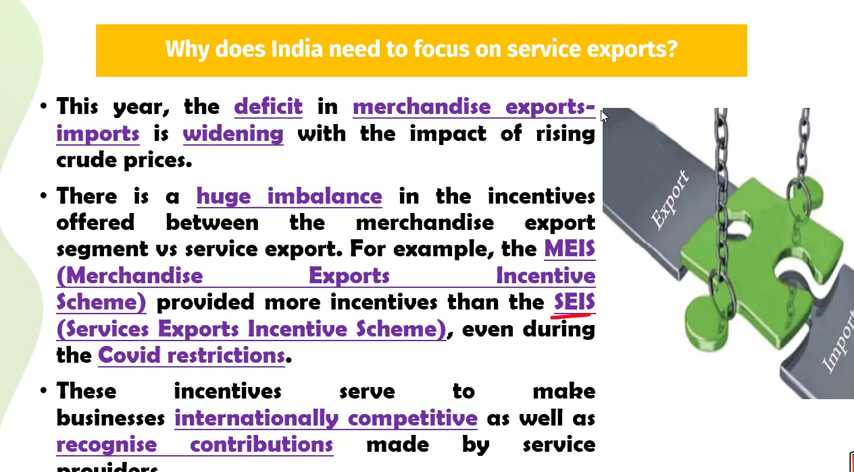 Why does India need to focus on service exports?
• This year, the deficit in merchandise exports-
imports is widening with the impact of rising
crude prices.
• There is a huge imbalance in the incentives
offered between the merchandise export
segment vs service export. For example, the MEIS
(Merchandise Exports Incentive
Scheme) provided more incentives than the SEIS
(Services Exports Incentive Scheme), even during
the Covid restrictions.
• These incentives serve to make
businesses internationally competitive as well as
recognise contributions made by service
providers.
Export
Import